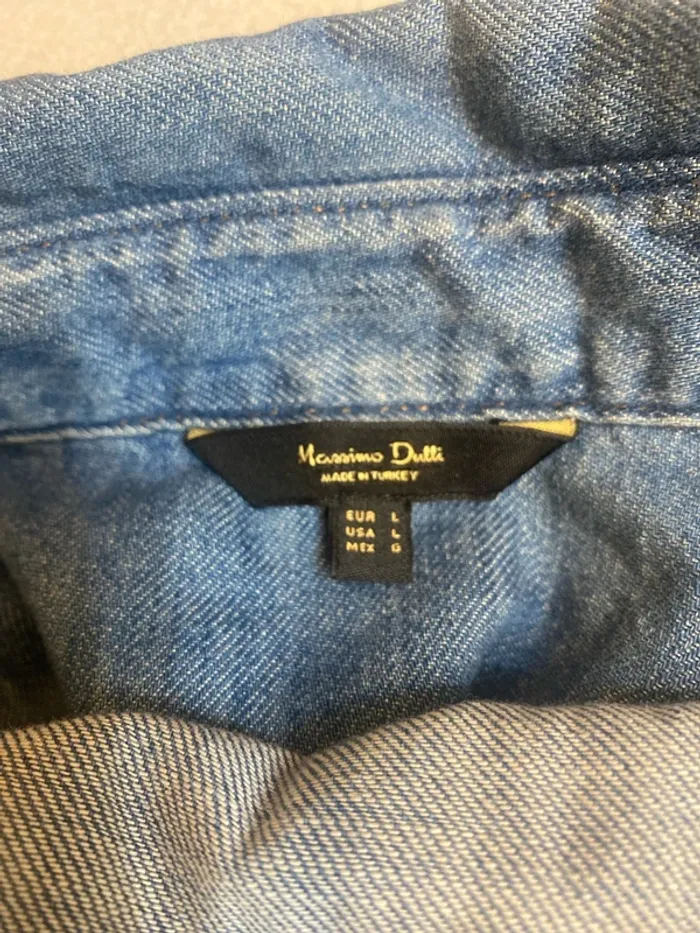 Massimo Dutti
MADE IN TURKEY
EUR L
USA L
MEX G